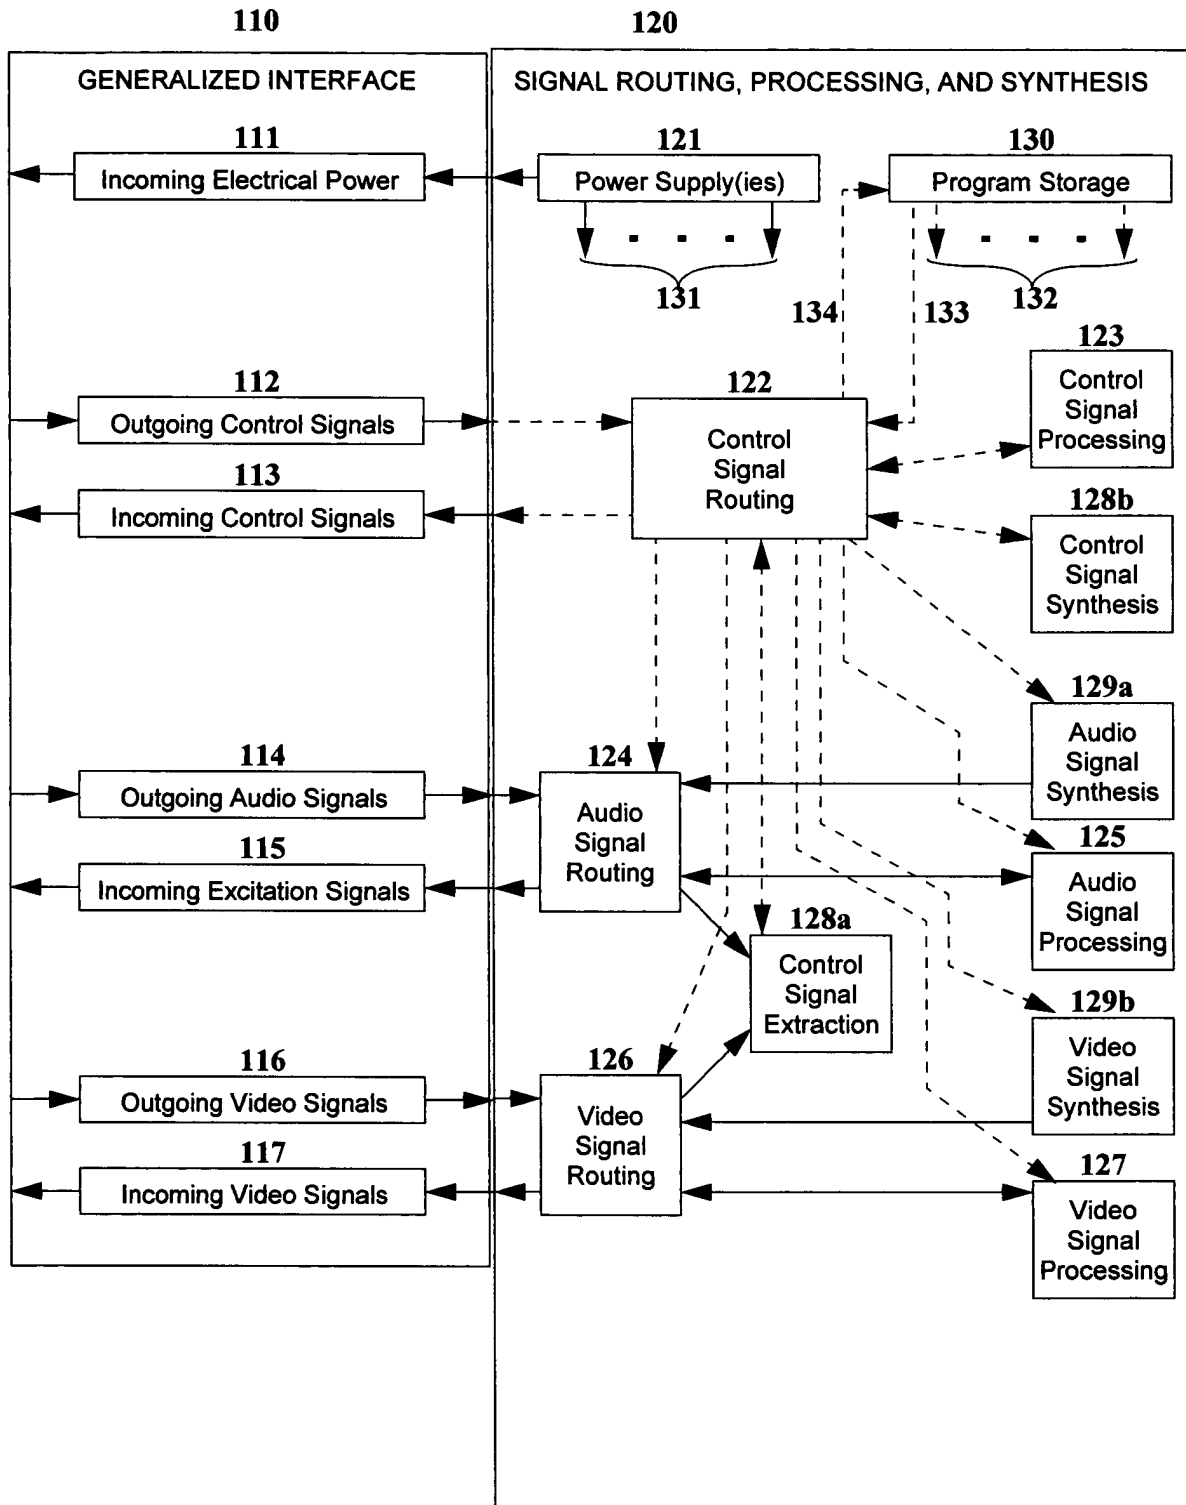 110
120
GENERALIZED INTERFACE
SIGNAL ROUTING, PROCESSING, AND SYNTHESIS
111
Incoming Electrical Power
121
Power Supply(ies)
130
Program Storage
131
132
134
133
112
Outgoing Control Signals
113
Incoming Control Signals
122
Control
Signal
Routing
123
Control
Signal
Processing
128b
Control
Signal
Synthesis
129a
Audio
Signal
Synthesis
114
Outgoing Audio Signals
115
Incoming Excitation Signals
124
Audio
Signal
Routing
125
Audio
Signal
Processing
128a
Control
Signal
Extraction
129b
Video
Signal
Synthesis
116
Outgoing Video Signals
117
Incoming Video Signals
126
Video
Signal
Routing
127
Video
Signal
Processing